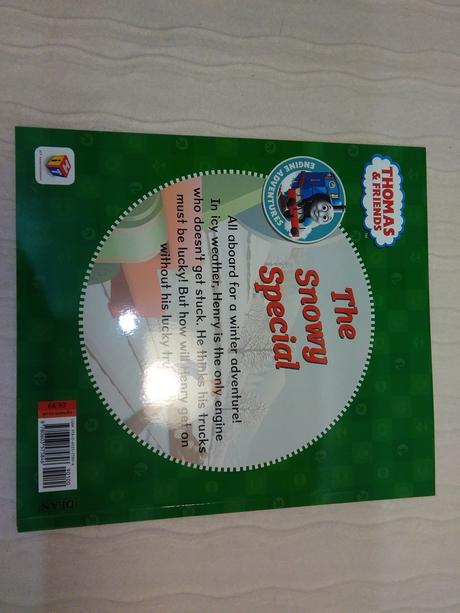 THOMAS
& FRIENDS
ENGINE ADVENTURES
The
Snowy
Special
All aboard for a winter adventure!
In icy weather, Henry is the only engine
who doesn't get stuck. He thinks his trucks
must be lucky! But how will Henry get on
without his lucky
DEAN